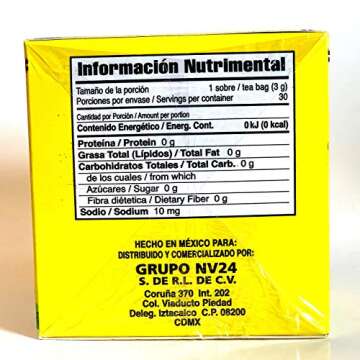 Información Nutrimental
Tamaño de la porción 1 sobre / tea bag (3 g)
Porciones por envase / Servings per container 30
Cantidad por Porción / Amount per portion
Contenido Energético / Energ. Cont. 0 kJ (0 kcal)
Proteína / Protein 0 g
Grasa Total (Lípidos) / Total Fat 0 g
Carbohidratos Totales / Total Carb. 0 g
de los cuales / from which
Azúcares / Sugar 0 g
Fibra diética / Dietary Fiber 0 g
Sodio / Sodium 10 mg
HECHO EN MÉXICO PARA:
DISTRIBUIDO Y COMERCIALIZADO POR:
GRUPO NV24
S. DE R.L. DE C.V.
Coruña 370 Int. 202
Col. Viaducto Piedad
Deleg. Iztacalco C.P. 08200
CDMX